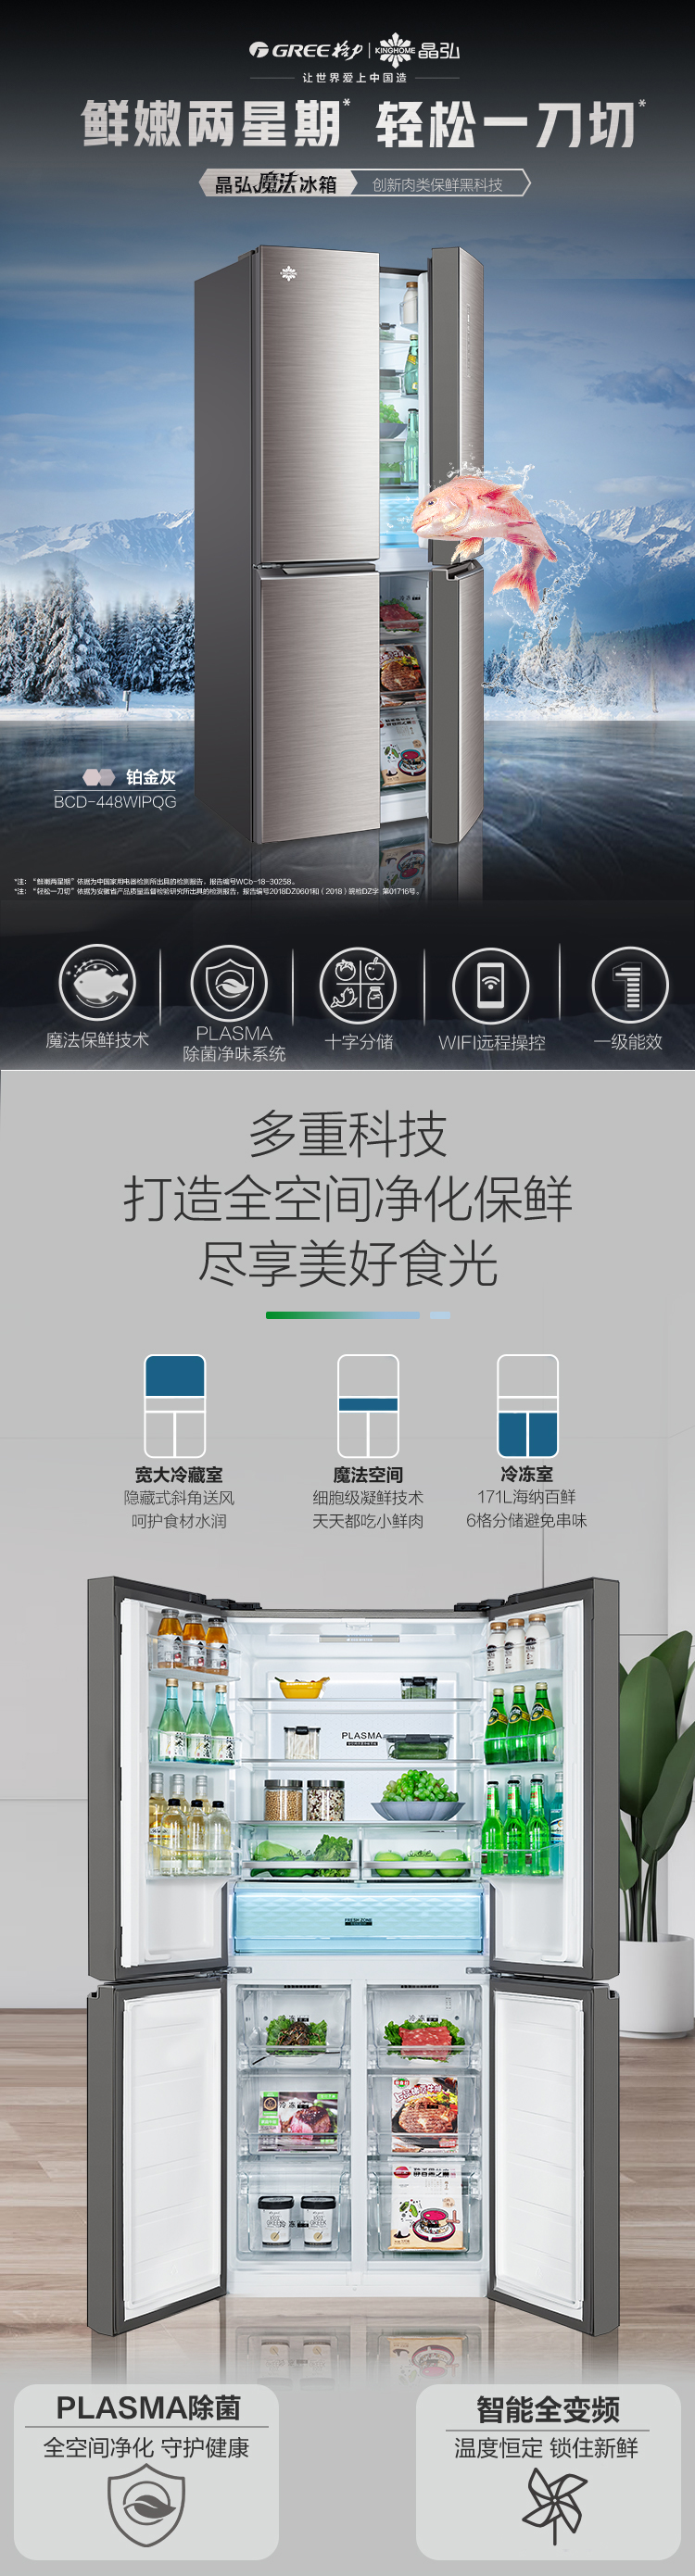 GREE格力 | KINGHOME 晶弘
让世界爱上中国造
鲜嫩两星期* 轻松一刀切*
晶弘魔法冰箱 创新肉类保鲜黑科技
铂金灰
BCD-448WIPQG
*注：“鲜嫩两星期”依据为中国家用电器检测所出具的检测报告，报告编号WCb-18-30258。
*注：“轻松一刀切”依据为安徽省产品质量监督检验研究所出具的检测报告，报告编号2018DZ0601和（2018）皖检DZ字 第01716号。
魔法保鲜技术
PLASMA
除菌净味系统
十字分储
WIFI远程操控
1
一级能效
多重科技
打造全空间净化保鲜
尽享美好食光
宽大冷藏室
隐藏式斜角送风
呵护食材水润
魔法空间
细胞级凝鲜技术
天天都吃小鲜肉
冷冻室
171L海纳百鲜
6格分储避免串味
PLASMA
FRESH ZONE
PLASMA除菌
全空间净化 守护健康
智能全变频
温度恒定 锁住新鲜